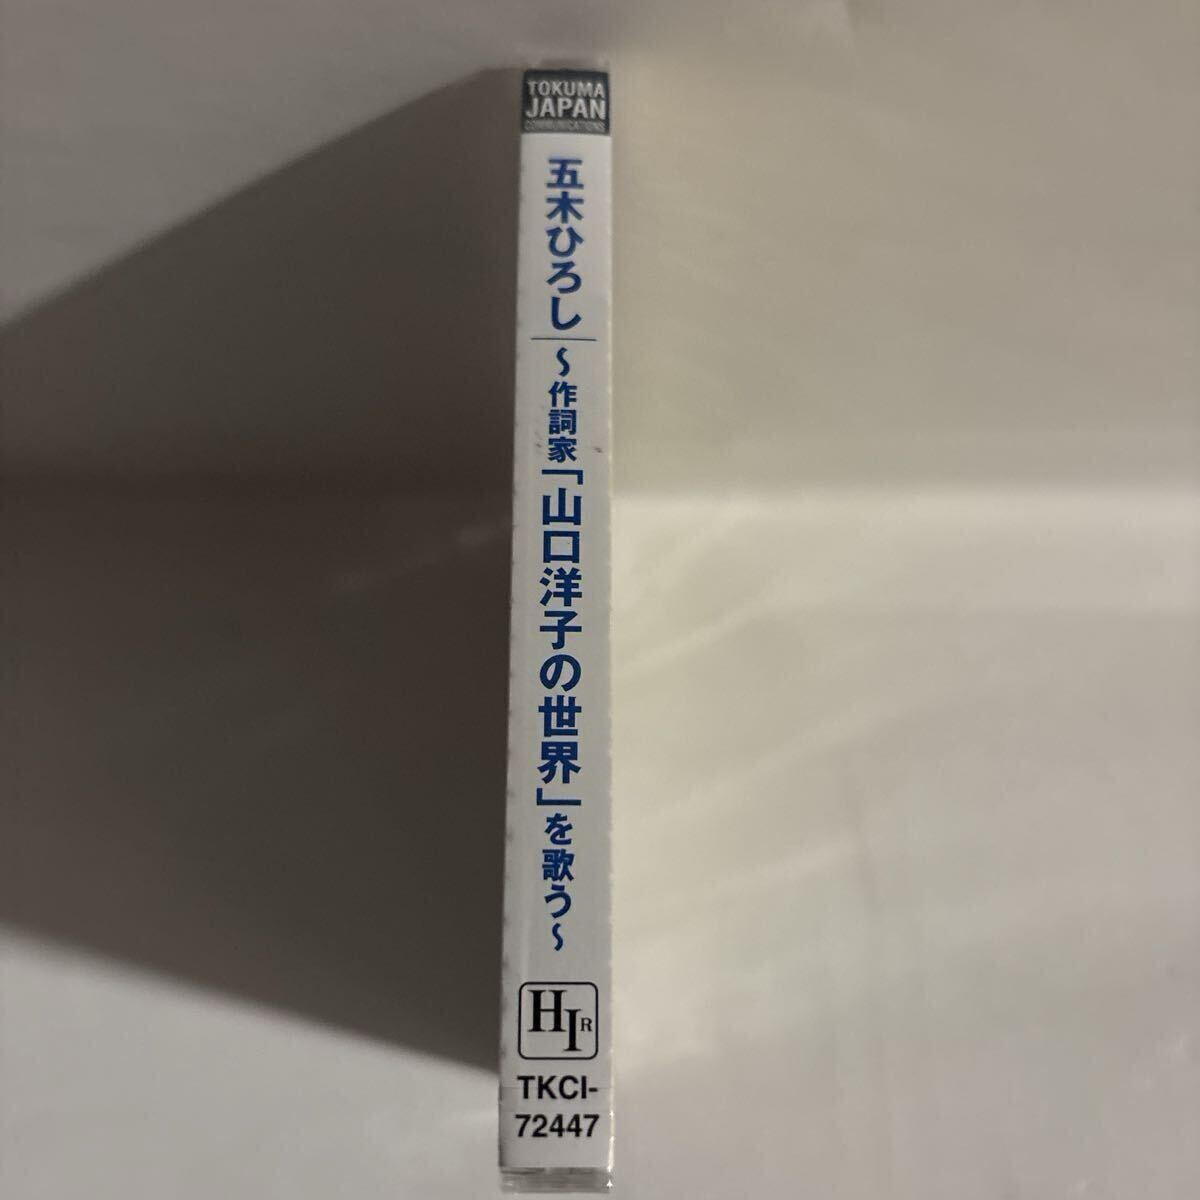 TOKUMA
JAPAN
COMMUNICATIONS
五木ひろし
～作詞家「山口洋子の世界」を歌う～
HIR
TKCI-
72447